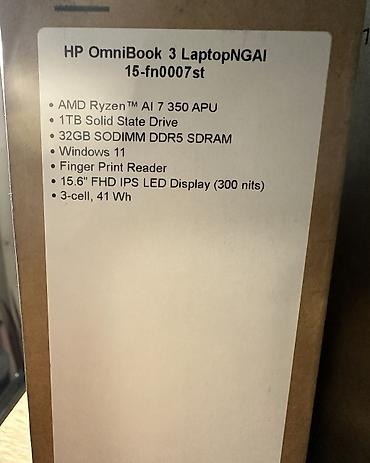 HP OmniBook 3 LaptopNGAI
15-fn0007st
• AMD Ryzen™ AI 7 350 APU
• 1TB Solid State Drive
• 32GB SODIMM DDR5 SDRAM
• Windows 11
• Finger Print Reader
• 15.6" FHD IPS LED Display (300 nits)
• 3-cell, 41 Wh